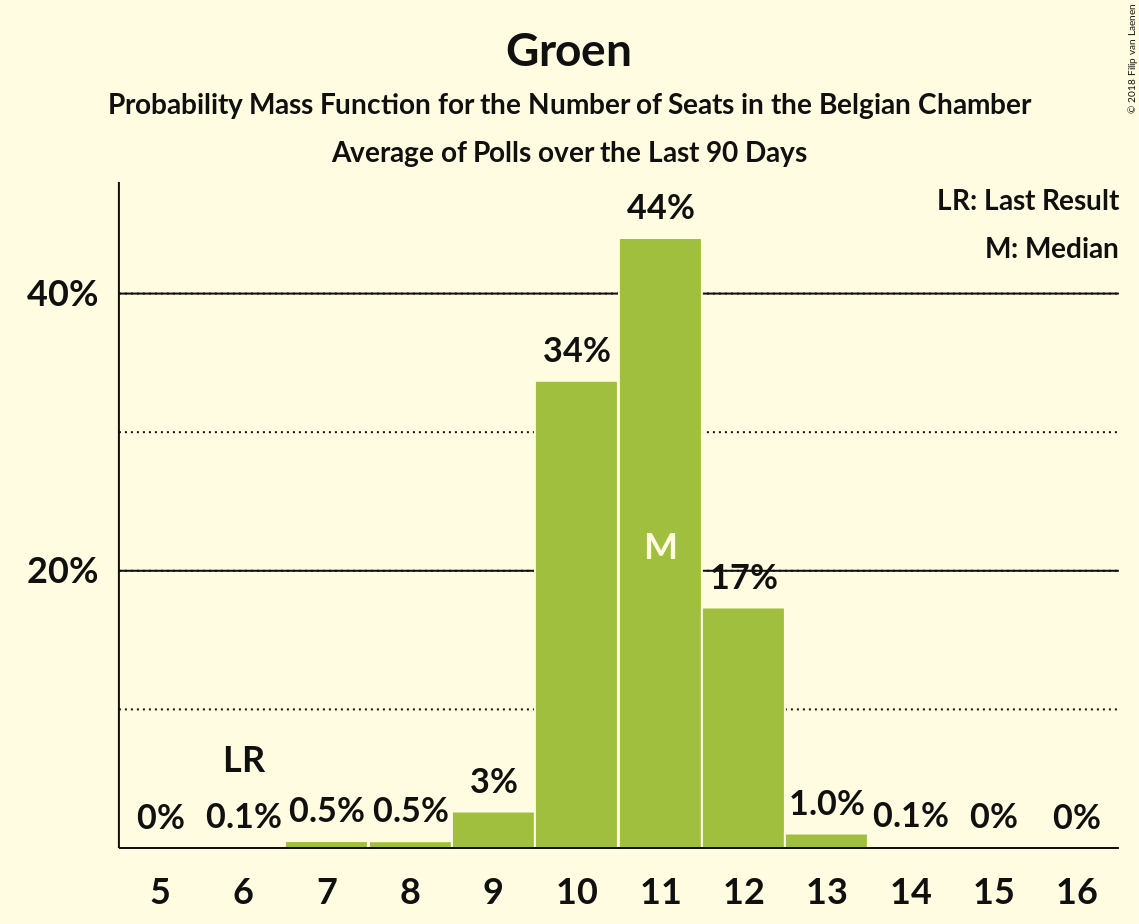 Groen
Probability Mass Function for the Number of Seats in the Belgian Chamber
Average of Polls over the Last 90 Days
© 2018 Filip van Laenen
LR: Last Result
M: Median
44%
40%
34%
M
20%
17%
LR
3%
0%
0.1%
0.5%
0.5%
1.0%
0.1%
0%
0%
5 6 7 8 9 10 11 12 13 14 15 16